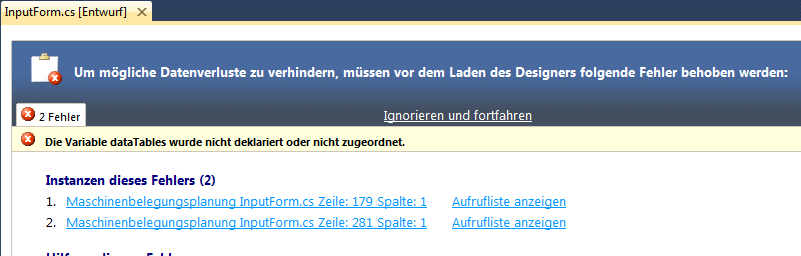 InputForm.cs [Entwurf]
Um mögliche Datenverluste zu verhindern, müssen vor dem Laden des Designers folgende Fehler behoben werden:
2 Fehler
Ignorieren und fortfahren
Die Variable dataTables wurde nicht deklariert oder nicht zugeordnet.
Instanzen dieses Fehlers (2)
1. Maschinenbelegungsplanung InputForm.cs Zeile: 179 Spalte: 1 Aufrufliste anzeigen
2. Maschinenbelegungsplanung InputForm.cs Zeile: 281 Spalte: 1 Aufrufliste anzeigen